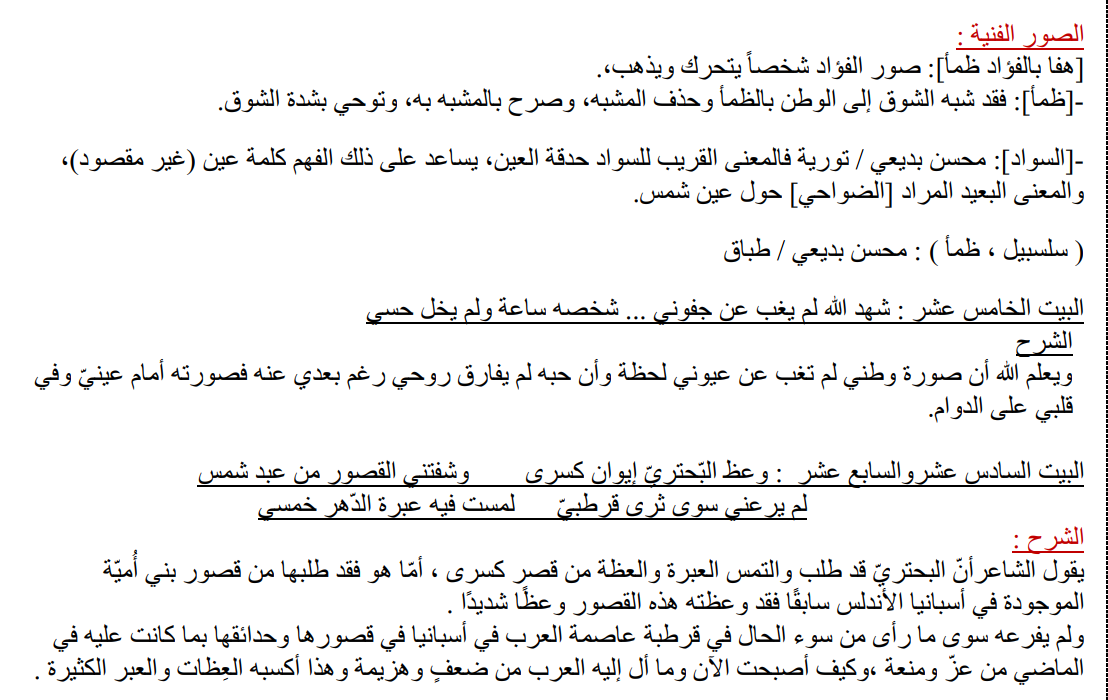 الصور الفنية :
[هفا بالفؤاد ظمأ]: صور الفؤاد شخصاً يتحرك ويذهب،.
-[ظمأ]: فقد شبه الشوق إلى الوطن بالظمأ وحذف المشبه، وصرح بالمشبه به، وتوحي بشدة الشوق.
-[السواد]: محسن بديعي / تورية فالمعنى القريب للسواد حدقة العين، يساعد على ذلك الفهم كلمة عين (غير مقصود)،
والمعنى البعيد المراد [الضواحي] حول عين شمس.
( سلسبيل ، ظمأ ) : محسن بديعي / طباق
البيت الخامس عشر : شهد الله لم يغب عن جفوني ... شخصه ساعة ولم يخل حسي
الشرح
ويعلم الله أن صورة وطني لم تغب عن عيوني لحظة وأن حبه لم يفارق روحي رغم بعدي عنه فصورته أمام عينيّ وفي
قلبي على الدوام.
البيت السادس عشروالسابع عشر : وعظ البّحتريّ إيوان كسرى وشفتني القصور من عبد شمس
لم يرعني سوى ثرى قرطبيّ لمست فيه عبرة الدّهر خمسي
الشرح :
يقول الشاعرأنّ البحتريّ قد طلب والتمس العبرة والعظة من قصر كسرى ، أمّا هو فقد طلبها من قصور بني أُميّة
الموجودة في أسبانيا الأندلس سابقًا فقد وعظته هذه القصور وعظًا شديدًا .
ولم يفرعه سوى ما رأى من سوء الحال في قرطبة عاصمة العرب في أسبانيا في قصورها وحدائقها بما كانت عليه في
الماضي من عزّ ومنعة ،وكيف أصبحت الآن وما أل إليه العرب من ضعفٍ وهزيمة وهذا أكسبه العِظات والعبر الكثيرة .